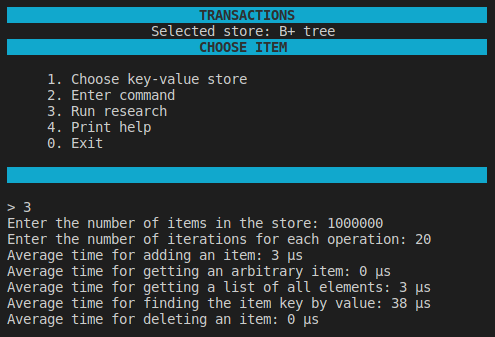 TRANSACTIONS
Selected store: B+ tree
CHOOSE ITEM
1. Choose key-value store
2. Enter command
3. Run research
4. Print help
0. Exit
> 3
Enter the number of items in the store: 1000000
Enter the number of iterations for each operation: 20
Average time for adding an item: 3 µs
Average time for getting an arbitrary item: 0 µs
Average time for getting a list of all elements: 3 µs
Average time for finding the item key by value: 38 µs
Average time for deleting an item: 0 µs